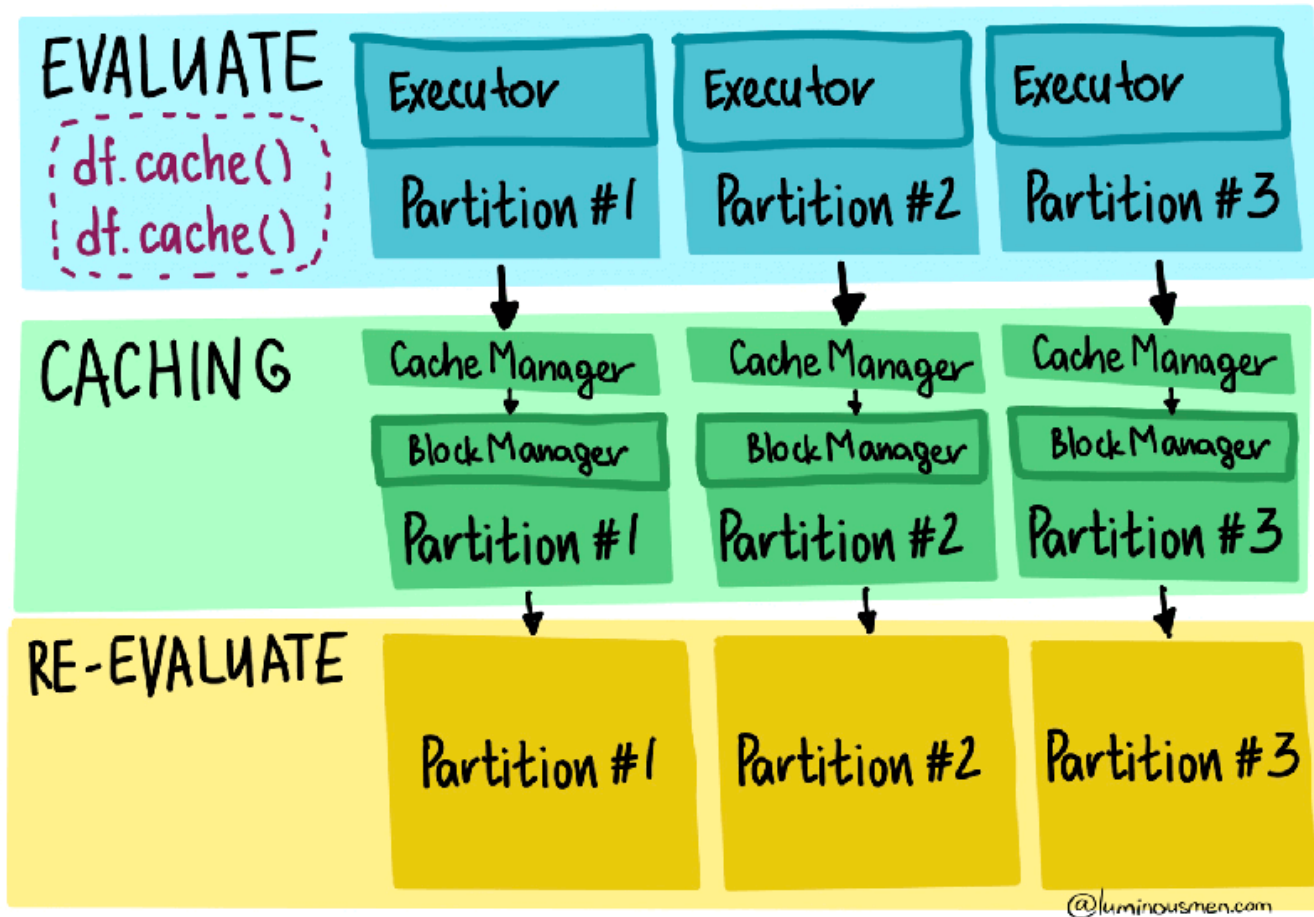 EVALUATE
df.cache()
df.cache()
Executor
Partition #1
Executor
Partition #2
Executor
Partition #3
CACHING
Cache Manager
Block Manager
Partition #1
Cache Manager
Block Manager
Partition #2
Cache Manager
Block Manager
Partition #3
RE-EVALUATE
Partition #1
Partition #2
Partition #3
@luminousmen.com